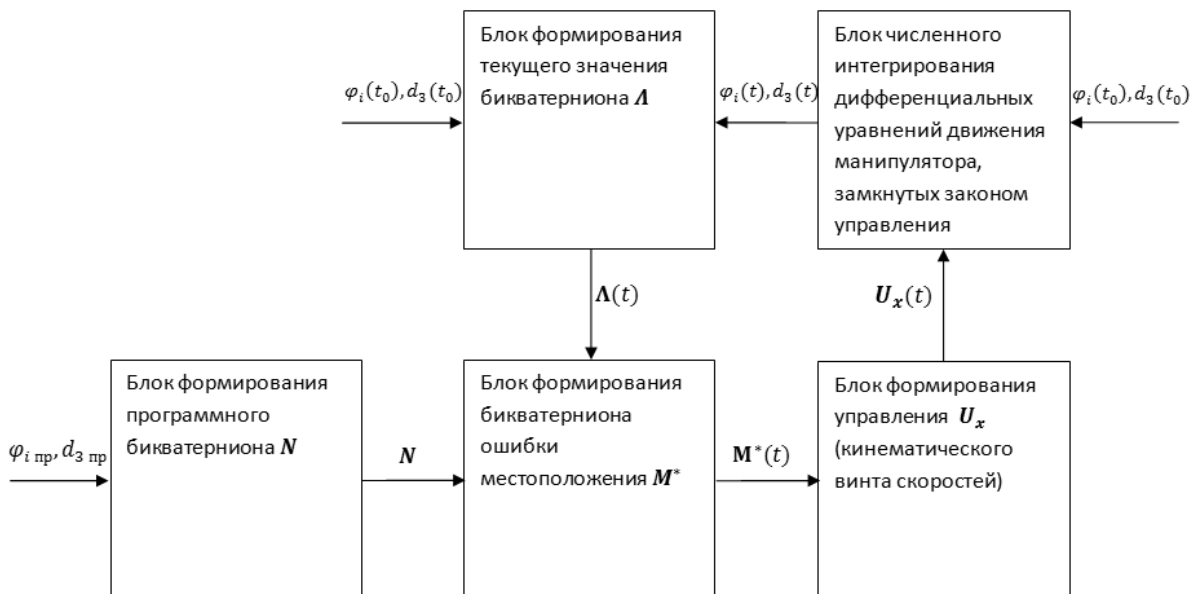 Блок формирования
текущего значения
бикватерниона Λ
Блок численного
интегрирования
дифференциальных
уравнений движения
манипулятора,
замкнутых законом
управления
φᵢ(t₀), d₃(t₀)
φᵢ(t), d₃(t)
φᵢ(t₀), d₃(t₀)
Λ(t)
Uₓ(t)
Блок формирования
программного
бикватерниона N
Блок формирования
бикватерниона
ошибки
местоположения M*
Блок формирования
управления Uₓ
(кинематического
винта скоростей)
φᵢ пр, d₃ пр
N
M*(t)